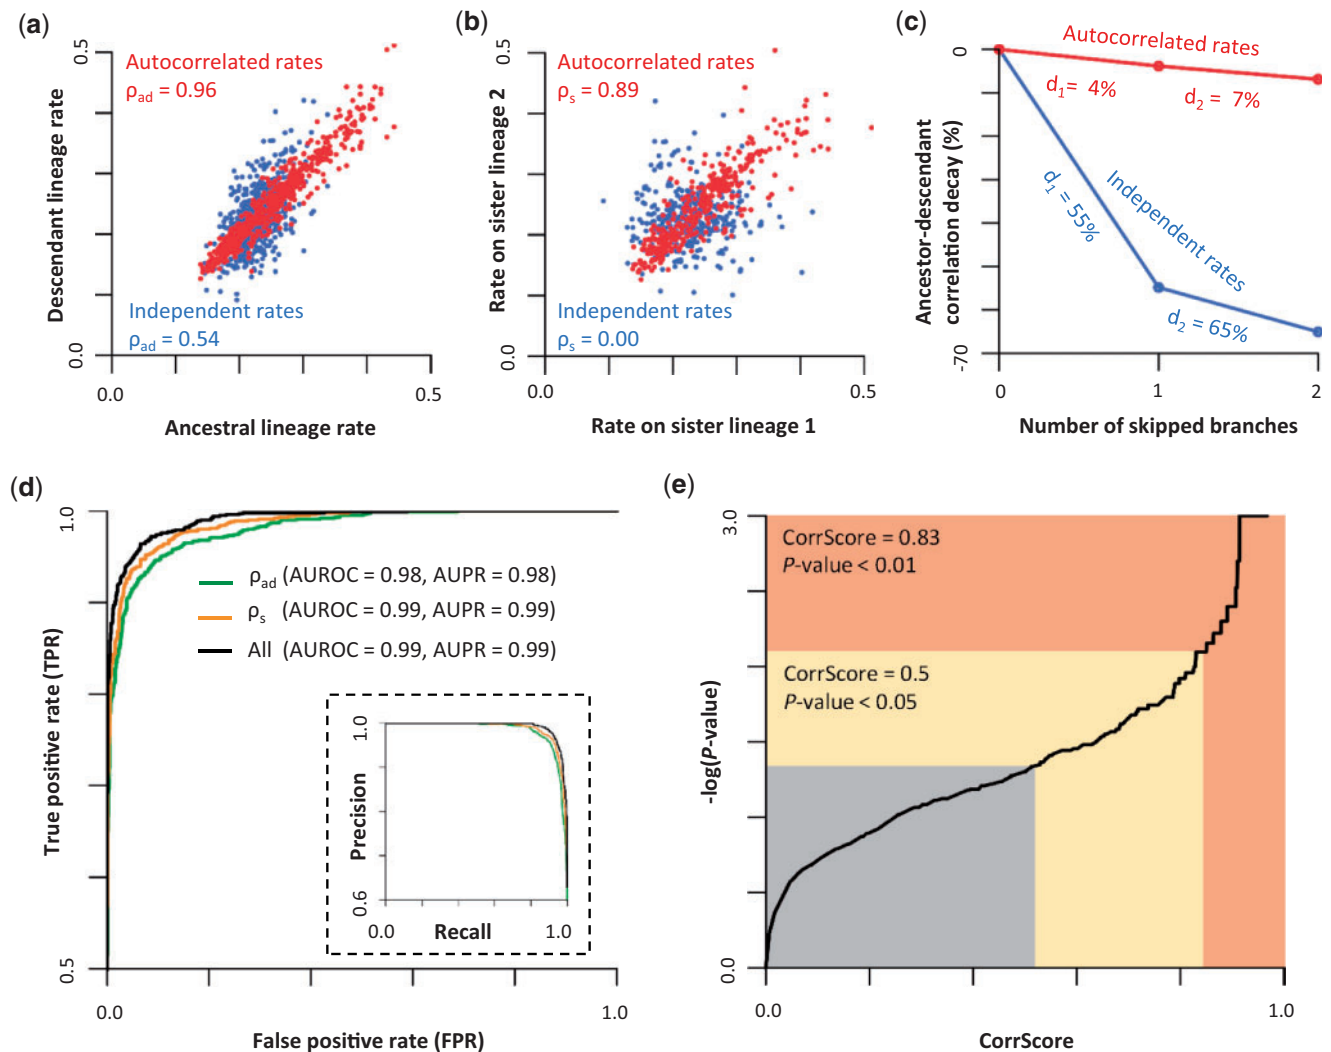 (a)
0.5
Autocorrelated rates
ρad = 0.96
Descendant lineage rate
Independent rates
ρad = 0.54
0.0
0.0
0.5
Ancestral lineage rate
(b)
0.5
Autocorrelated rates
ρs = 0.89
Rate on sister lineage 2
Independent rates
ρs = 0.00
0.0
0.0
0.5
Rate on sister lineage 1
(c)
0
Autocorrelated rates
d1= 4%
d2 = 7%
Ancestor-descendant
correlation decay (%)
d1 = 55%
Independent rates
d2 = 65%
-70
0
1
2
Number of skipped branches
(d)
1.0
True positive rate (TPR)
ρad (AUROC = 0.98, AUPR = 0.98)
ρs (AUROC = 0.99, AUPR = 0.99)
All (AUROC = 0.99, AUPR = 0.99)
1.0
Precision
0.6
0.0
Recall
1.0
0.5
0.0
1.0
False positive rate (FPR)
(e)
3.0
CorrScore = 0.83
P-value < 0.01
CorrScore = 0.5
P-value < 0.05
-log(P-value)
0.0
0.0
1.0
CorrScore